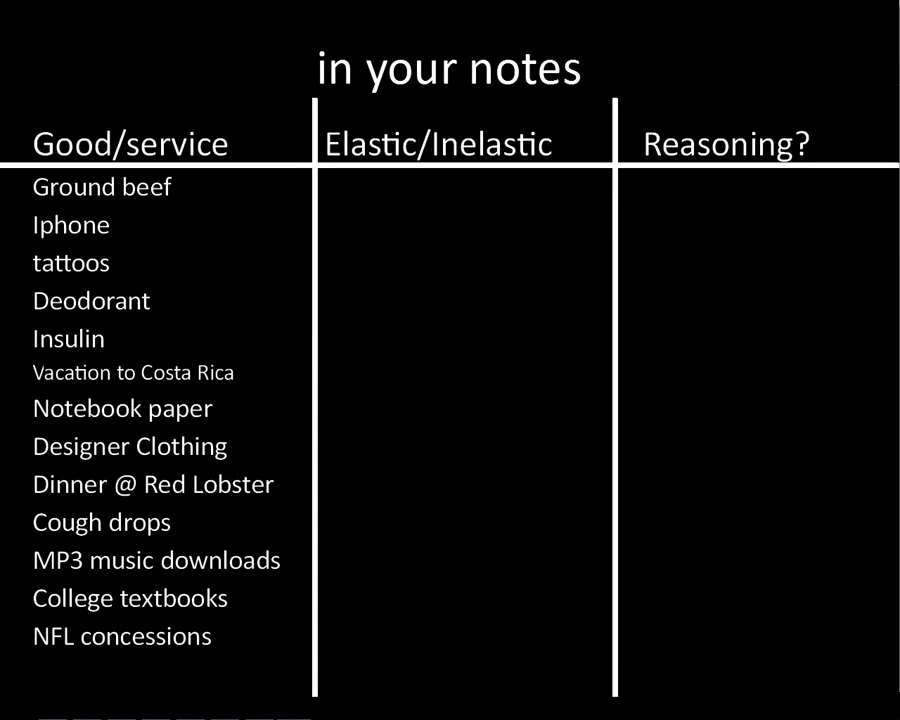 in your notes
Good/service Elastic/Inelastic Reasoning?
Ground beef
Iphone
tattoos
Deodorant
Insulin
Vacation to Costa Rica
Notebook paper
Designer Clothing
Dinner @ Red Lobster
Cough drops
MP3 music downloads
College textbooks
NFL concessions